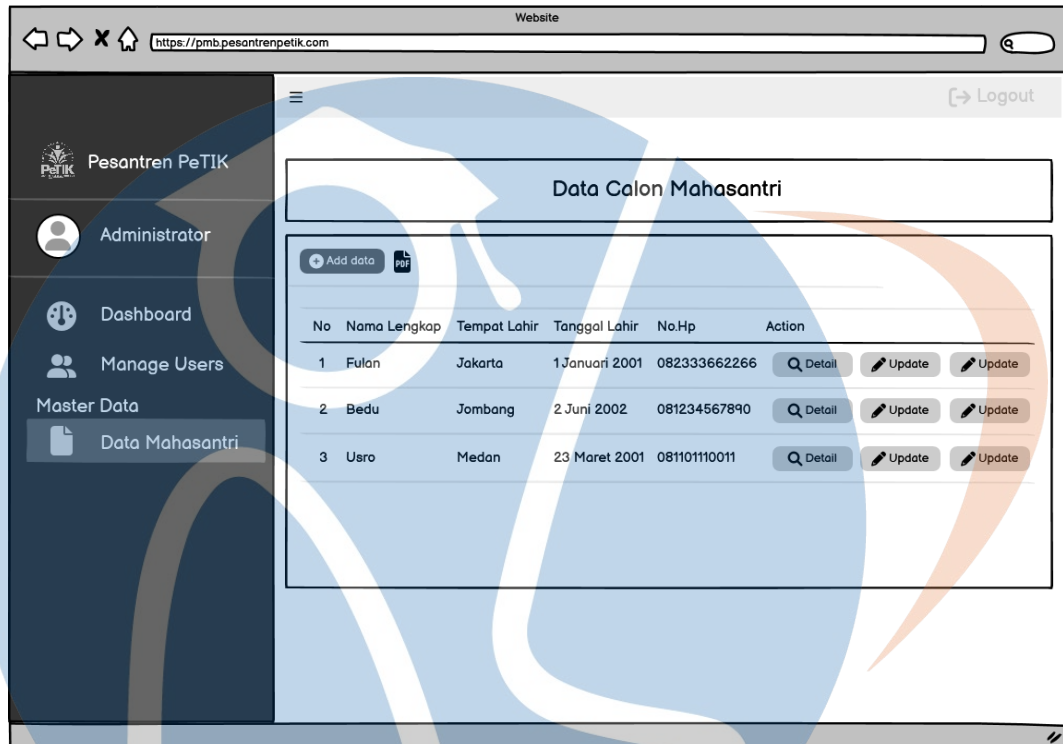 Website
https://pmb.pesantrenpetik.com
Logout
PeTIK
Pesantren PeTIK
Administrator
Dashboard
Manage Users
Master Data
Data Mahasantri
Data Calon Mahasantri
Add data PDF
No Nama Lengkap Tempat Lahir Tanggal Lahir No.Hp Action
1 Fulan Jakarta 1 Januari 2001 082333662266 Detail Update Update
2 Bedu Jombang 2 Juni 2002 081234567890 Detail Update Update
3 Usro Medan 23 Maret 2001 081101110011 Detail Update Update